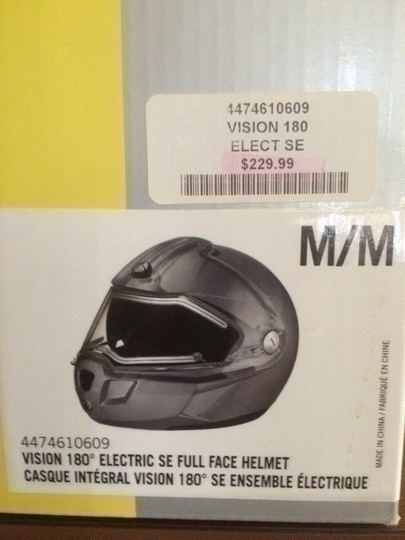 4474610609
VISION 180
ELECT SE
$229.99
M/M
MADE IN CHINA / FABRIQUÉ EN CHINE
4474610609
VISION 180° ELECTRIC SE FULL FACE HELMET
CASQUE INTÉGRAL VISION 180° SE ENSEMBLE ÉLECTRIQUE